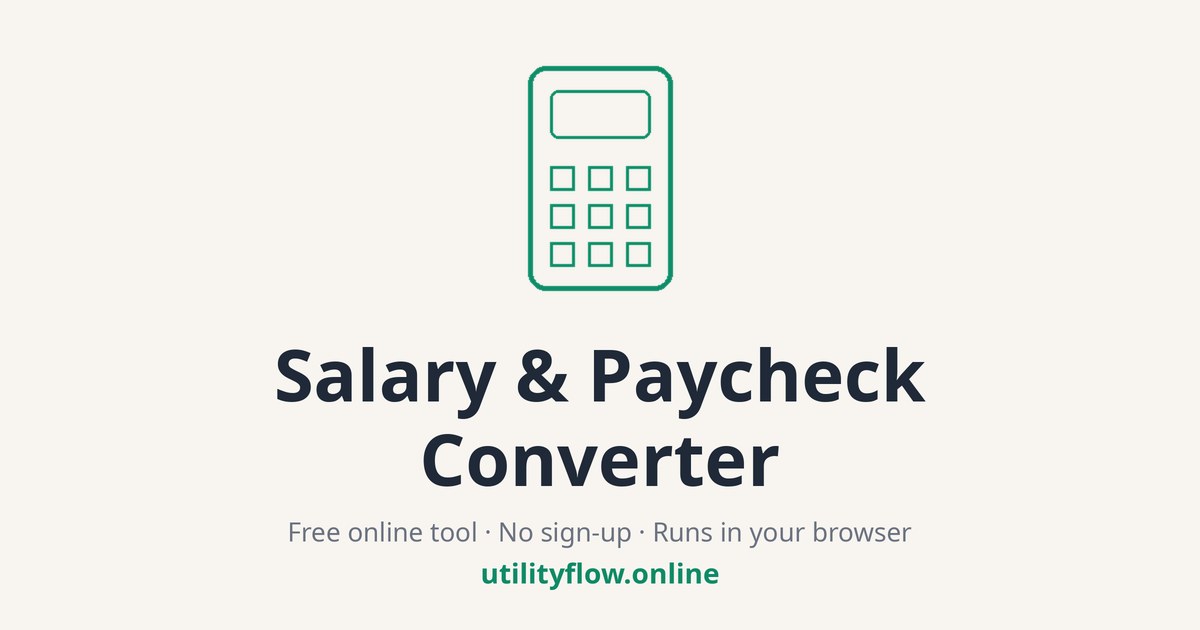 Salary & Paycheck
Converter
Free online tool · No sign-up · Runs in your browser
utilityflow.online